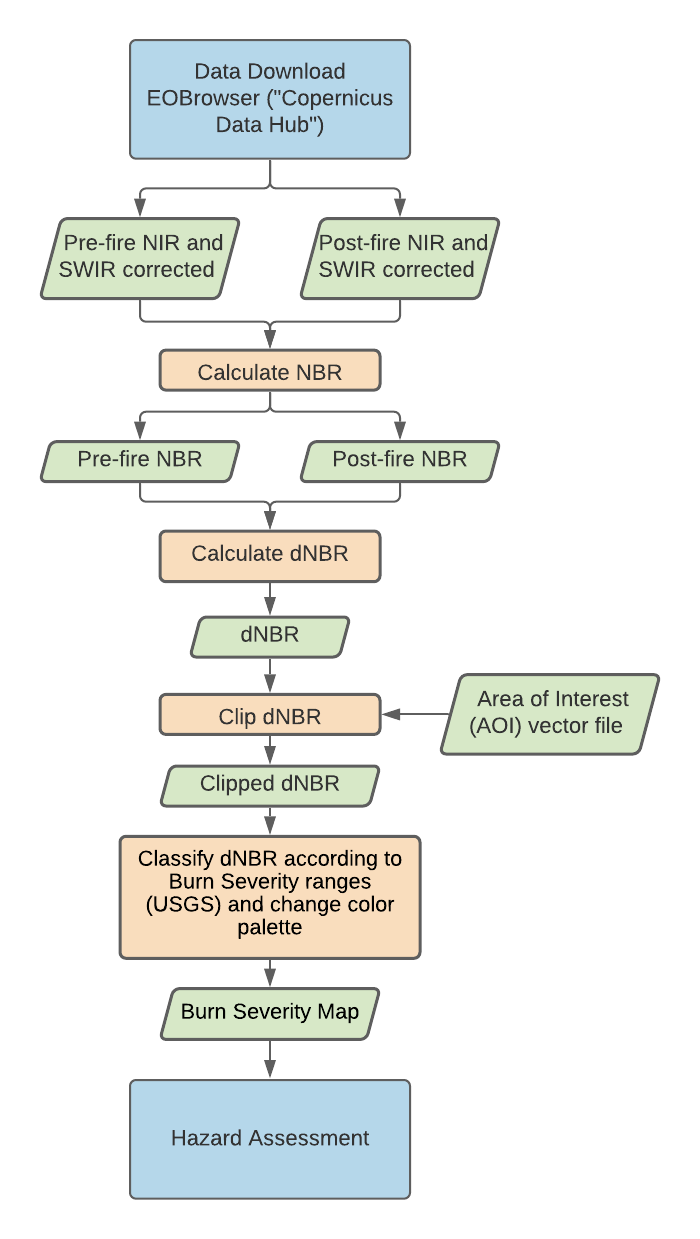 Data Download
EOBrowser ("Copernicus
Data Hub")
Pre-fire NIR and
SWIR corrected
Post-fire NIR and
SWIR corrected
Calculate NBR
Pre-fire NBR
Post-fire NBR
Calculate dNBR
dNBR
Clip dNBR
Area of Interest
(AOI) vector file
Clipped dNBR
Classify dNBR according to
Burn Severity ranges
(USGS) and change color
palette
Burn Severity Map
Hazard Assessment